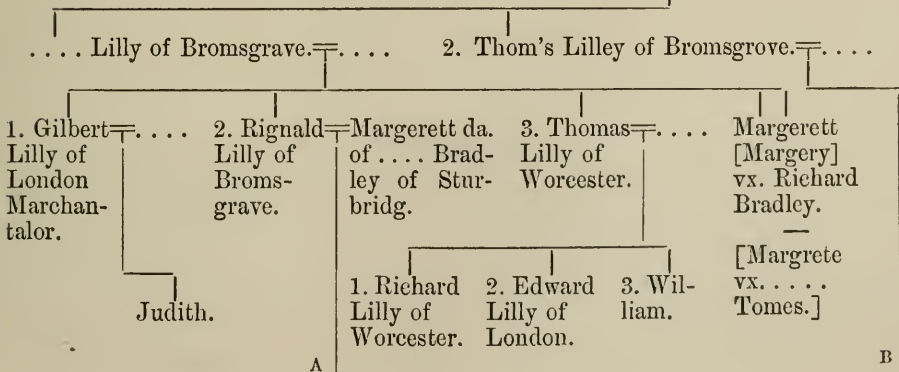 . . . . Lilly of Bromsgrave.=. . . .
2. Thom's Lilley of Bromsgrove.=. . . .
1. Gilbert=. . . .
Lilly of
London
Marchan-
talor.
2. Rignald=Margerett da.
Lilly of
Broms-
grave.
of . . . . Brad-
ley of Stur-
bridg.
3. Thomas=. . . .
Lilly of
Worcester.
Margerett
[Margery]
vx. Richard
Bradley.
—
[Margrete
vx. . . . .
Tomes.]
Judith.
1. Richard
Lilly of
Worcester.
2. Edward
Lilly of
London.
3. Wil-
liam.
A
B